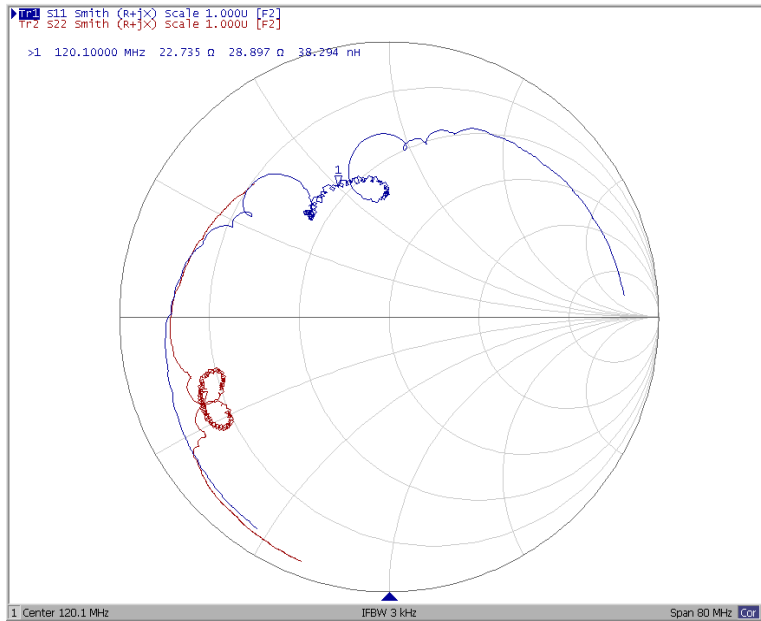 Tr1 S11 Smith (R+jX) Scale 1.000U [F2]
Tr2 S22 Smith (R+jX) Scale 1.000U [F2]
>1 120.10000 MHz 22.735 Ω 28.897 Ω 38.294 nH
1
1 Center 120.1 MHz IFBW 3 kHz Span 80 MHz Cor